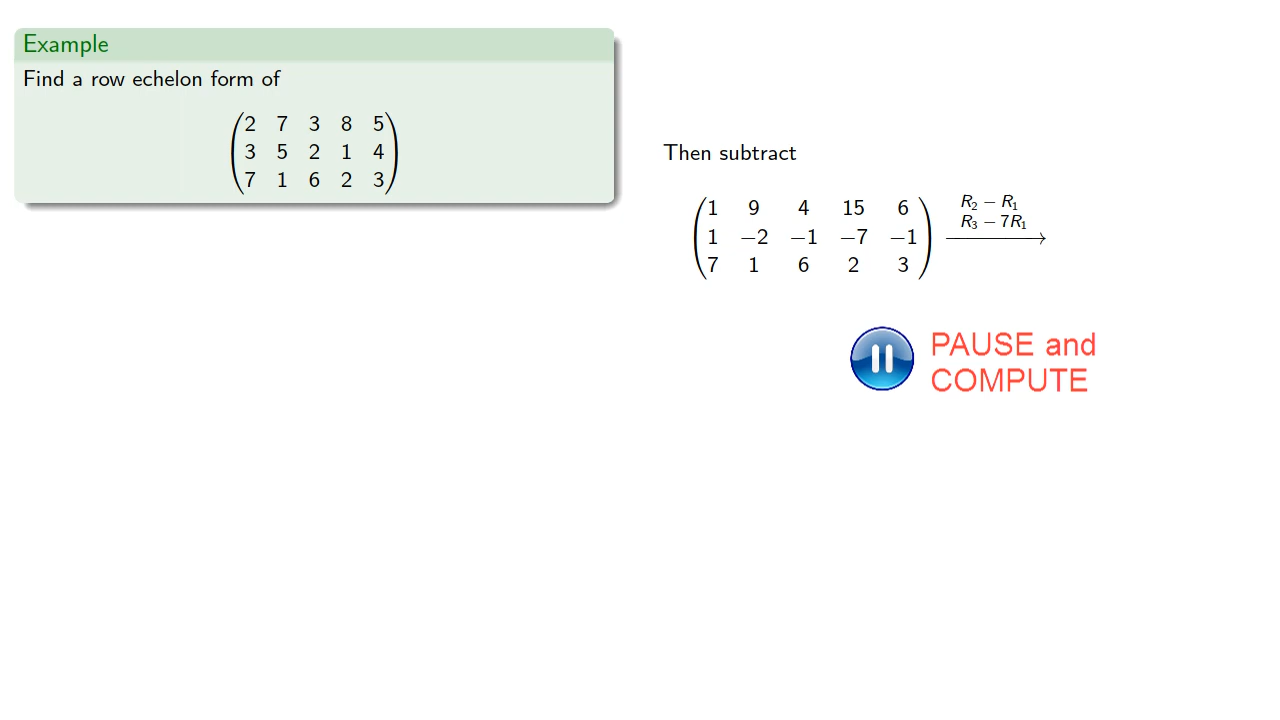 Example
Find a row echelon form of
2 7 3 8 5
3 5 2 1 4
7 1 6 2 3
Then subtract
1 9 4 15 6
1 −2 −1 −7 −1
7 1 6 2 3
R₂ − R₁
R₃ − 7R₁
PAUSE and
COMPUTE